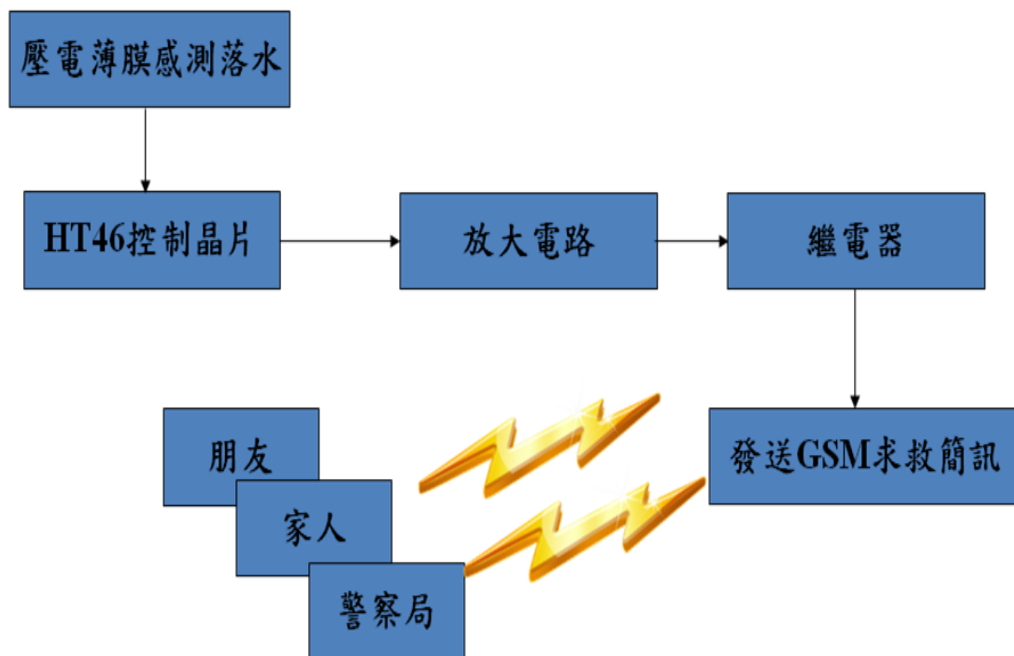 壓電薄膜感測落水
HT46控制晶片
放大電路
繼電器
發送GSM求救簡訊
朋友
家人
警察局